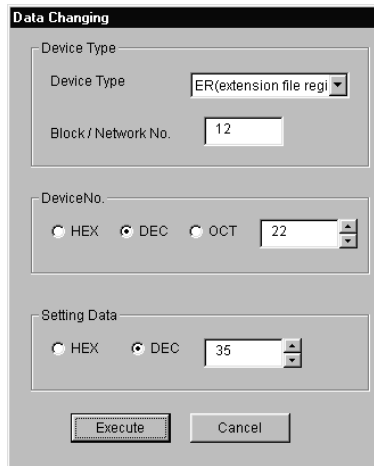 Data Changing
Device Type
Device Type ER(extension file regi
Block / Network No. 12
DeviceNo.
HEX DEC OCT 22
Setting Data
HEX DEC 35
Execute Cancel